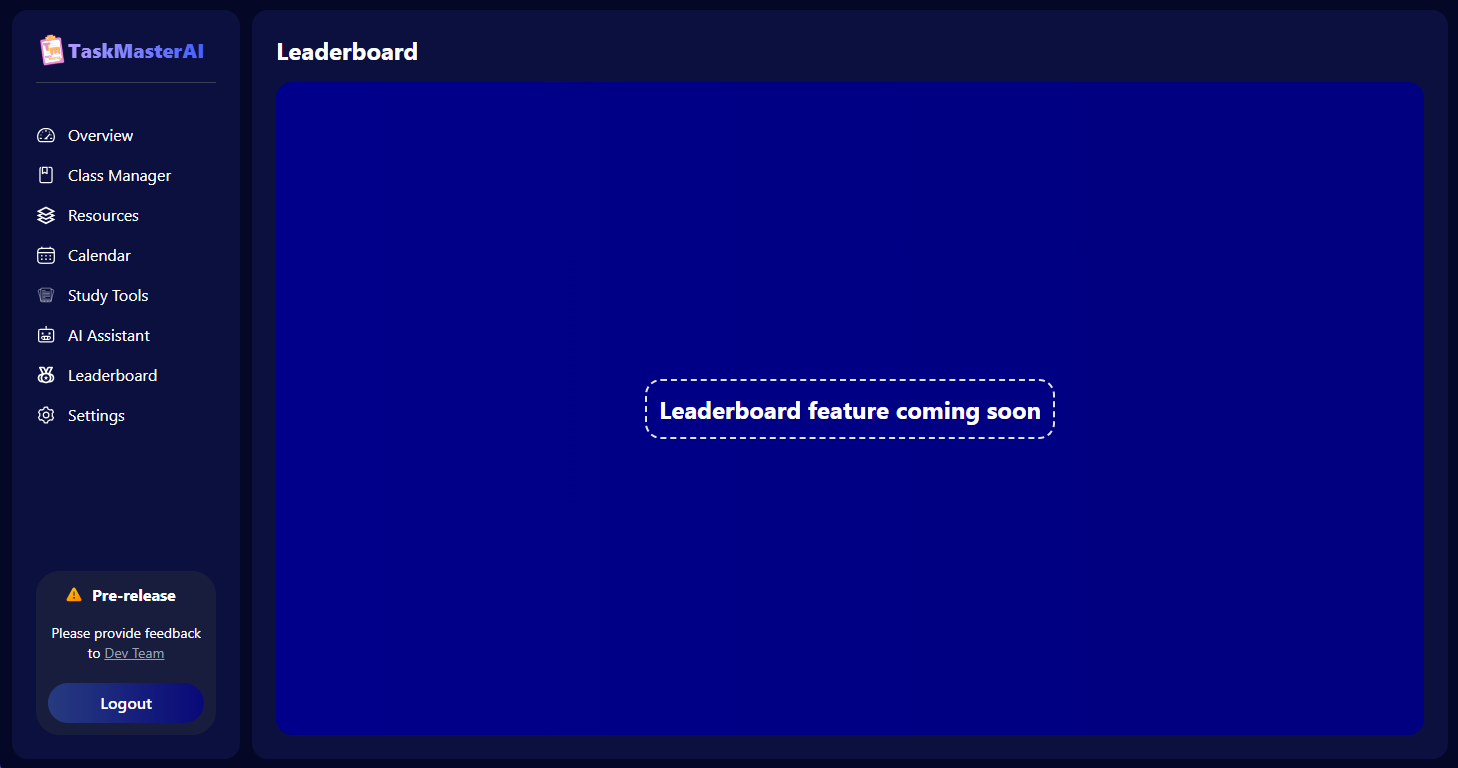 TaskMasterAI
Overview
Class Manager
Resources
Calendar
Study Tools
AI Assistant
Leaderboard
Settings
Pre-release
Please provide feedback
to Dev Team
Logout
Leaderboard
Leaderboard feature coming soon